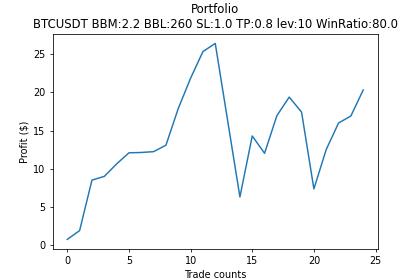 Portfolio
BTCUSDT BBM:2.2 BBL:260 SL:1.0 TP:0.8 lev:10 WinRatio:80.0
Profit ($)
25
20
15
10
5
0
0 5 10 15 20 25
Trade counts